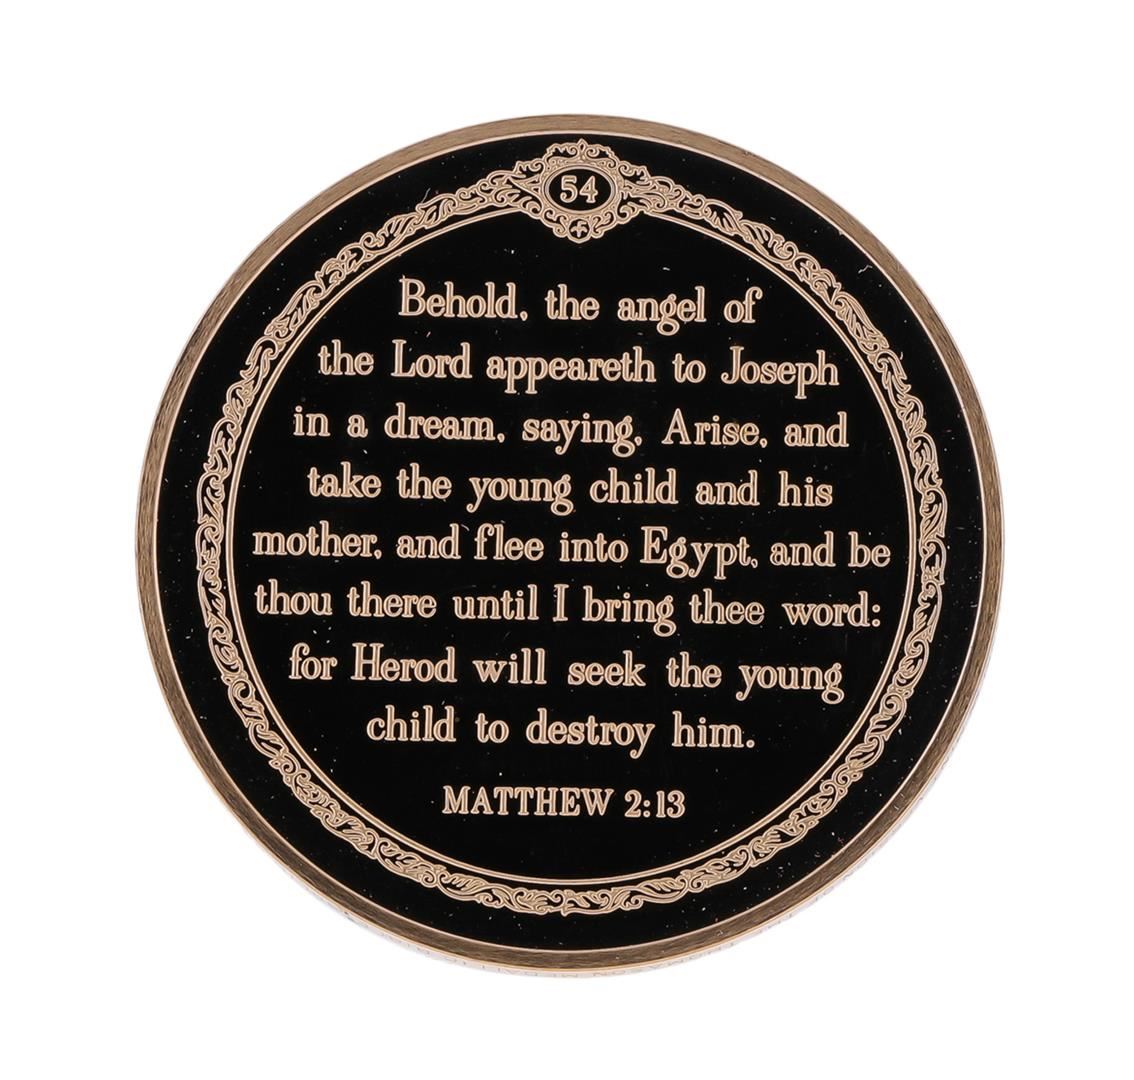 54
Behold, the angel of
the Lord appeareth to Joseph
in a dream, saying, Arise, and
take the young child and his
mother, and flee into Egypt, and be
thou there until I bring thee word:
for Herod will seek the young
child to destroy him.
MATTHEW 2:13